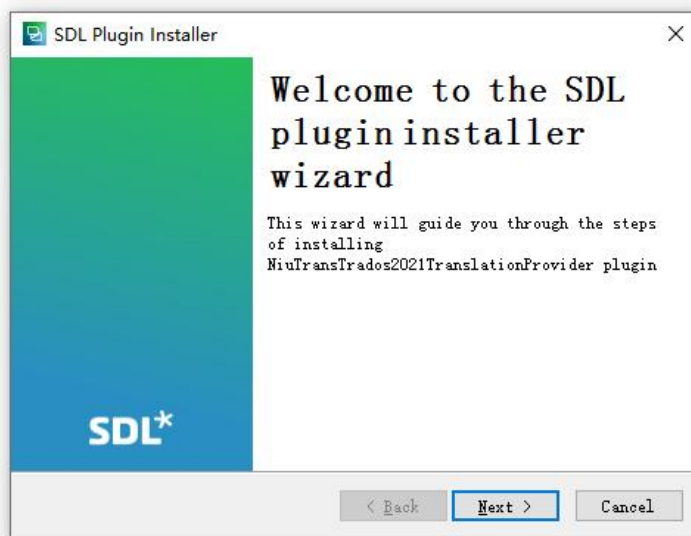 SDL Plugin Installer
Welcome to the SDL
plugin installer
wizard
This wizard will guide you through the steps
of installing
NiuTransTrados2021TranslationProvider plugin
SDL*
< Back
Next >
Cancel